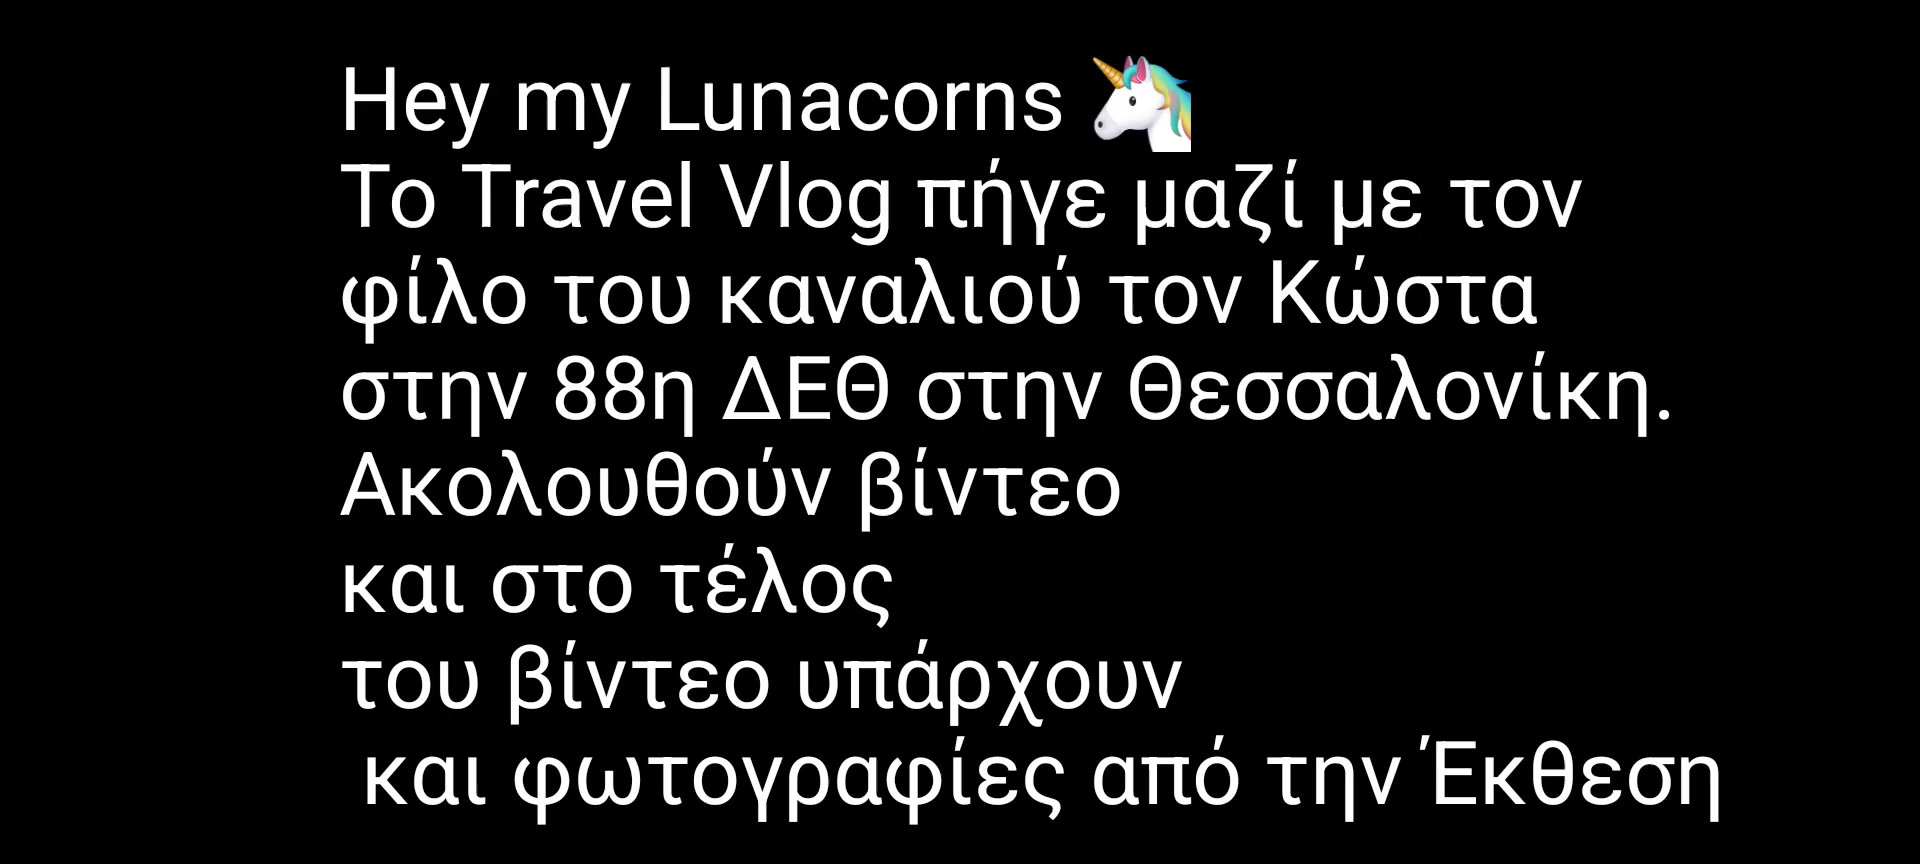 Hey my Lunacorns 🦄
Το Travel Vlog πήγε μαζί με τον
φίλο του καναλιού τον Κώστα
στην 88η ΔΕΘ στην Θεσσαλονίκη.
Ακολουθούν βίντεο
και στο τέλος
του βίντεο υπάρχουν
και φωτογραφίες από την Έκθεση